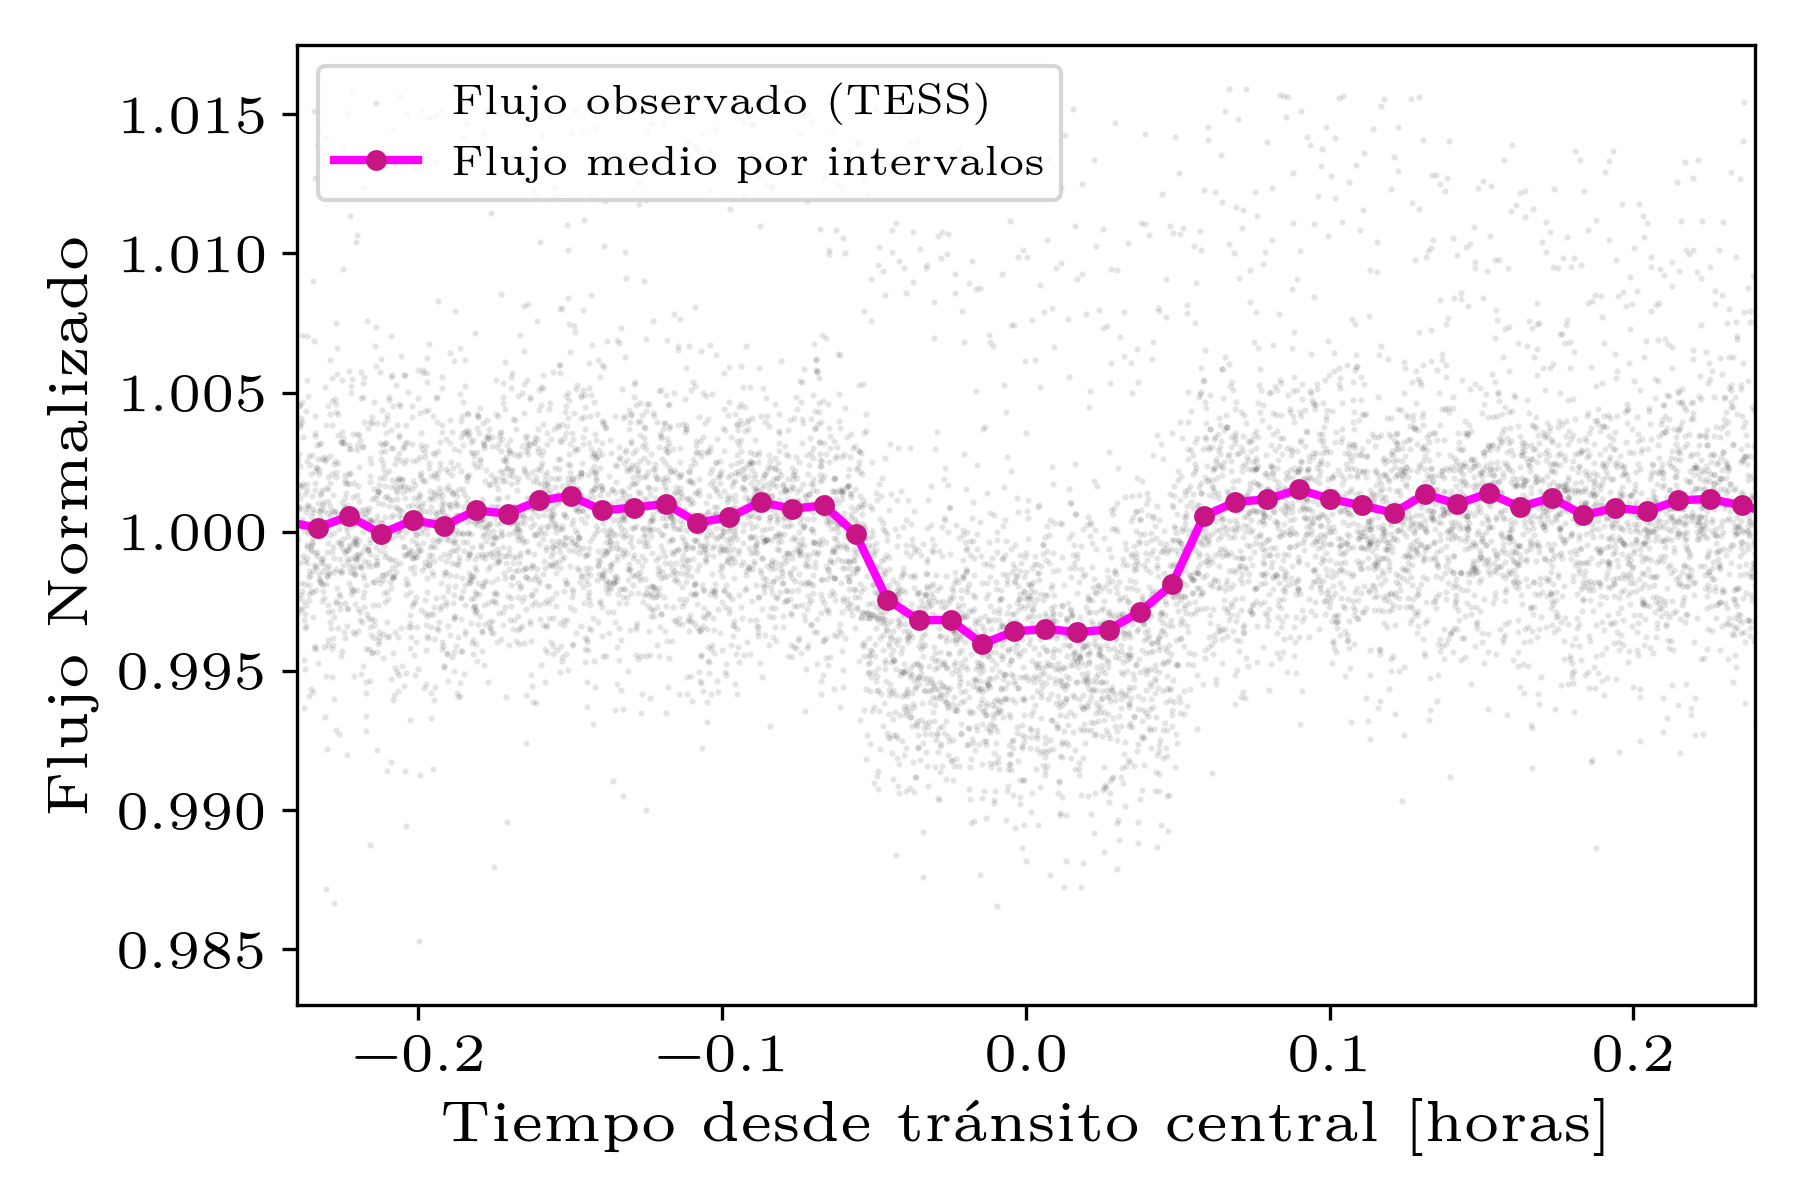 Flujo observado (TESS)
Flujo medio por intervalos
Flujo Normalizado
1.015
1.010
1.005
1.000
0.995
0.990
0.985
−0.2 −0.1 0.0 0.1 0.2
Tiempo desde tránsito central [horas]